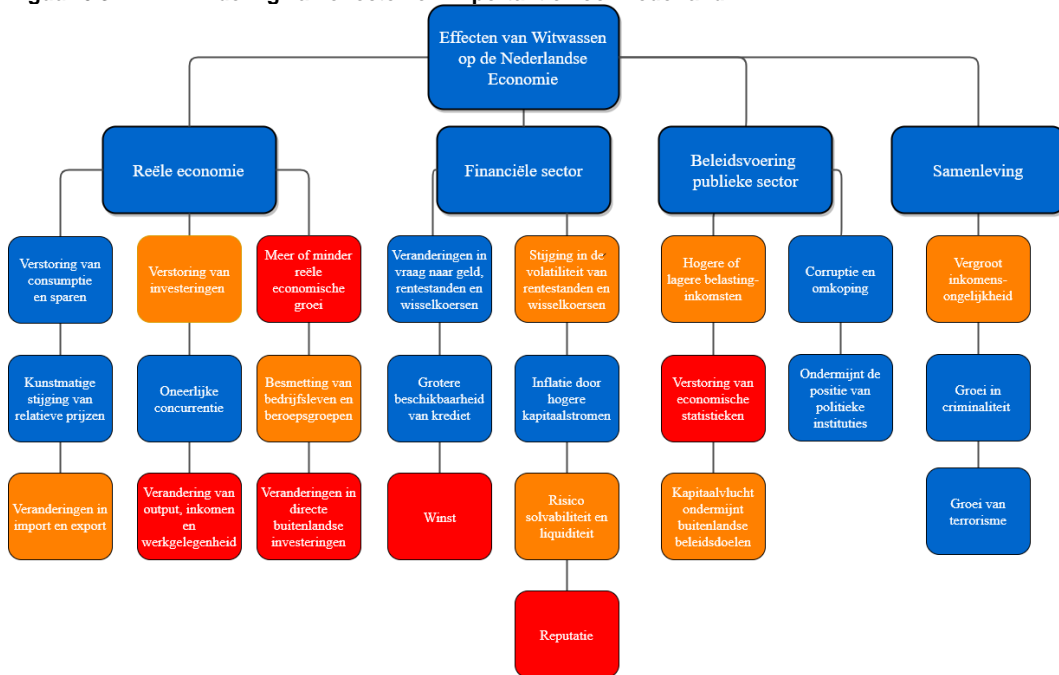 Effecten van Witwassen
op de Nederlandse
Economie
Reële economie
Financiële sector
Beleidsvoering
publieke sector
Samenleving
Verstoring van
consumptie
en sparen
Verstoring van
investeringen
Meer of minder
reële
economische
groei
Veranderingen in
vraag naar geld,
rentestanden en
wisselkoersen
Stijging in de
volatiliteit van
rentestanden en
wisselkoersen
Hogere of
lagere belasting-
inkomsten
Corruptie en
omkoping
Vergroot
inkomens-
ongelijkheid
Kunstmatige
stijging van
relatieve prijzen
Oneerlijke
concurrentie
Besmetting van
bedrijfsleven en
beroepsgroepen
Grotere
beschikbaarheid
van krediet
Inflatie door
hogere
kapitaalstromen
Verstoring van
economische
statistieken
Ondermijnt de
positie van
politieke
instituties
Groei in
criminaliteit
Veranderingen in
import en export
Verandering van
output, inkomen
en
werkgelegenheid
Veranderingen in
directe
buitenlandse
investeringen
Winst
Risico
solvabiliteit en
liquiditeit
Kapitaalvlucht
ondermijnt
buitenlandse
beleidsdoelen
Groei van
terrorisme
Reputatie